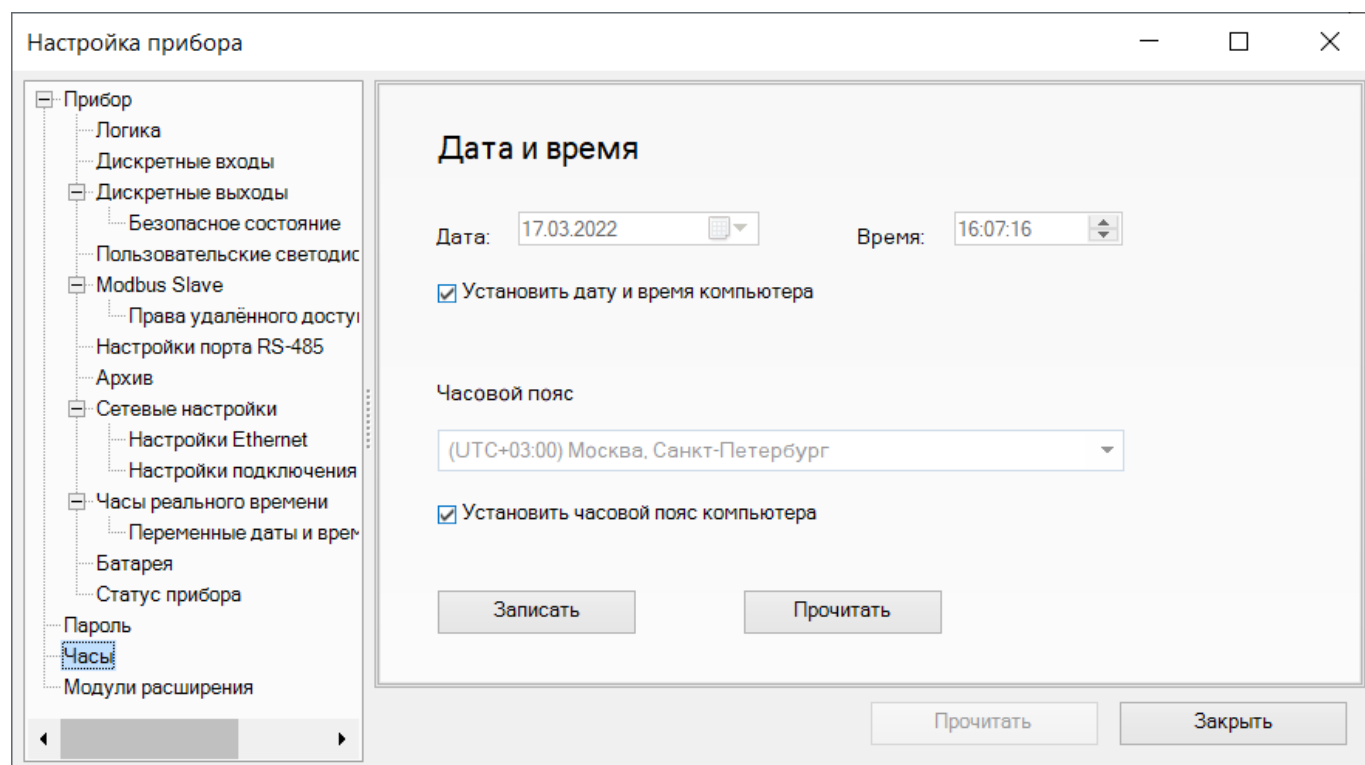 Настройка прибора
Прибор
Логика
Дискретные входы
Дискретные выходы
Безопасное состояние
Пользовательские светодис
Modbus Slave
Права удалённого досту
Настройки порта RS-485
Архив
Сетевые настройки
Настройки Ethernet
Настройки подключения
Часы реального времени
Переменные даты и врем
Батарея
Статус прибора
Пароль
Часы
Модули расширения
Дата и время
Дата: 17.03.2022 Время: 16:07:16
Установить дату и время компьютера
Часовой пояс
(UTC+03:00) Москва, Санкт-Петербург
Установить часовой пояс компьютера
Записать Прочитать
Прочитать Закрыть